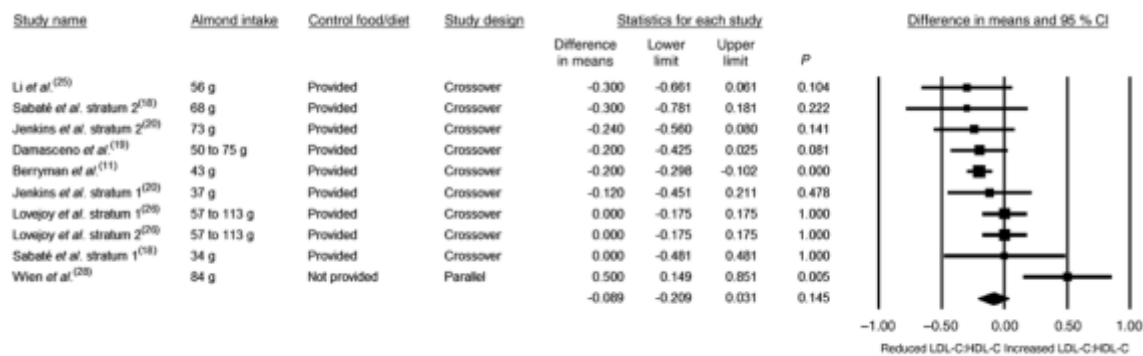 Study name Almond intake Control food/diet Study design Statistics for each study Difference in means and 95 % CI
Difference in means Lower limit Upper limit P
Li et al.(25) 56 g Provided Crossover −0.300 −0.661 0.061 0.104
Sabaté et al. stratum 2(18) 68 g Provided Crossover −0.300 −0.781 0.181 0.222
Jenkins et al. stratum 2(20) 73 g Provided Crossover −0.240 −0.560 0.080 0.141
Damasceno et al.(19) 50 to 75 g Provided Crossover −0.200 −0.425 0.025 0.081
Berryman et al.(11) 43 g Provided Crossover −0.200 −0.298 −0.102 0.000
Jenkins et al. stratum 1(20) 37 g Provided Crossover −0.120 −0.451 0.211 0.478
Lovejoy et al. stratum 1(26) 57 to 113 g Provided Crossover 0.000 −0.175 0.175 1.000
Lovejoy et al. stratum 2(26) 57 to 113 g Provided Crossover 0.000 −0.175 0.175 1.000
Sabaté et al. stratum 1(18) 34 g Provided Crossover 0.000 −0.481 0.481 1.000
Wien et al.(28) 84 g Not provided Parallel 0.500 0.149 0.851 0.005
−0.089 −0.209 0.031 0.145
−1.00 −0.50 0.00 0.50 1.00
Reduced LDL-C:HDL-C Increased LDL-C:HDL-C